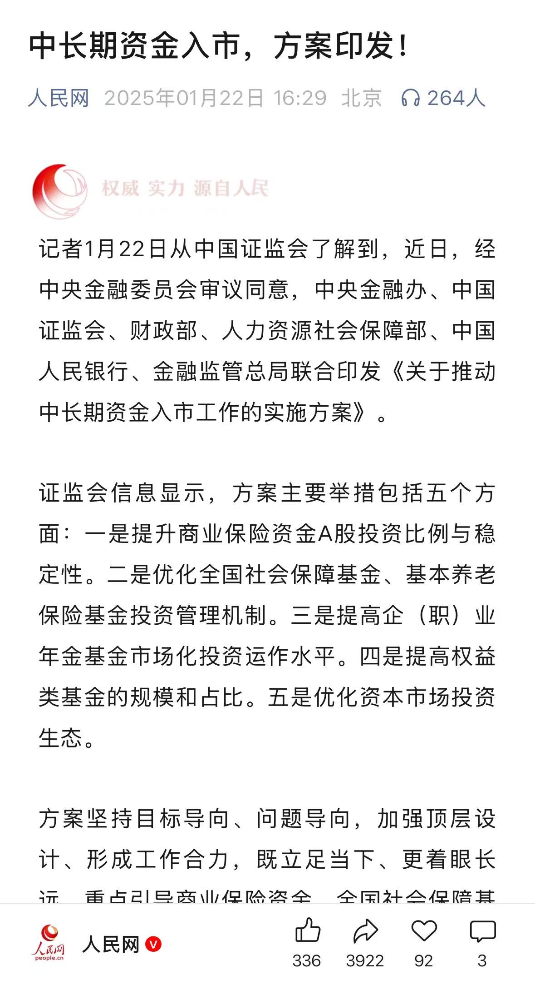 中长期资金入市，方案印发！
人民网 2025年01月22日 16:29 北京 264人
权威 实力 源自人民
记者1月22日从中国证监会了解到，近日，经
中央金融委员会审议同意，中央金融办、中国
证监会、财政部、人力资源社会保障部、中国
人民银行、金融监管总局联合印发《关于推动
中长期资金入市工作的实施方案》。
证监会信息显示，方案主要举措包括五个方
面：一是提升商业保险资金A股投资比例与稳
定性。二是优化全国社会保障基金、基本养老
保险基金投资管理机制。三是提高企（职）业
年金基金市场化投资运作水平。四是提高权益
类基金的规模和占比。五是优化资本市场投资
生态。
方案坚持目标导向、问题导向，加强顶层设
计、形成工作合力，既立足当下、更着眼长
远，重点引导商业保险资金、全国社会保障基
人民网
people.cn
人民网 V
336 3922 92 3